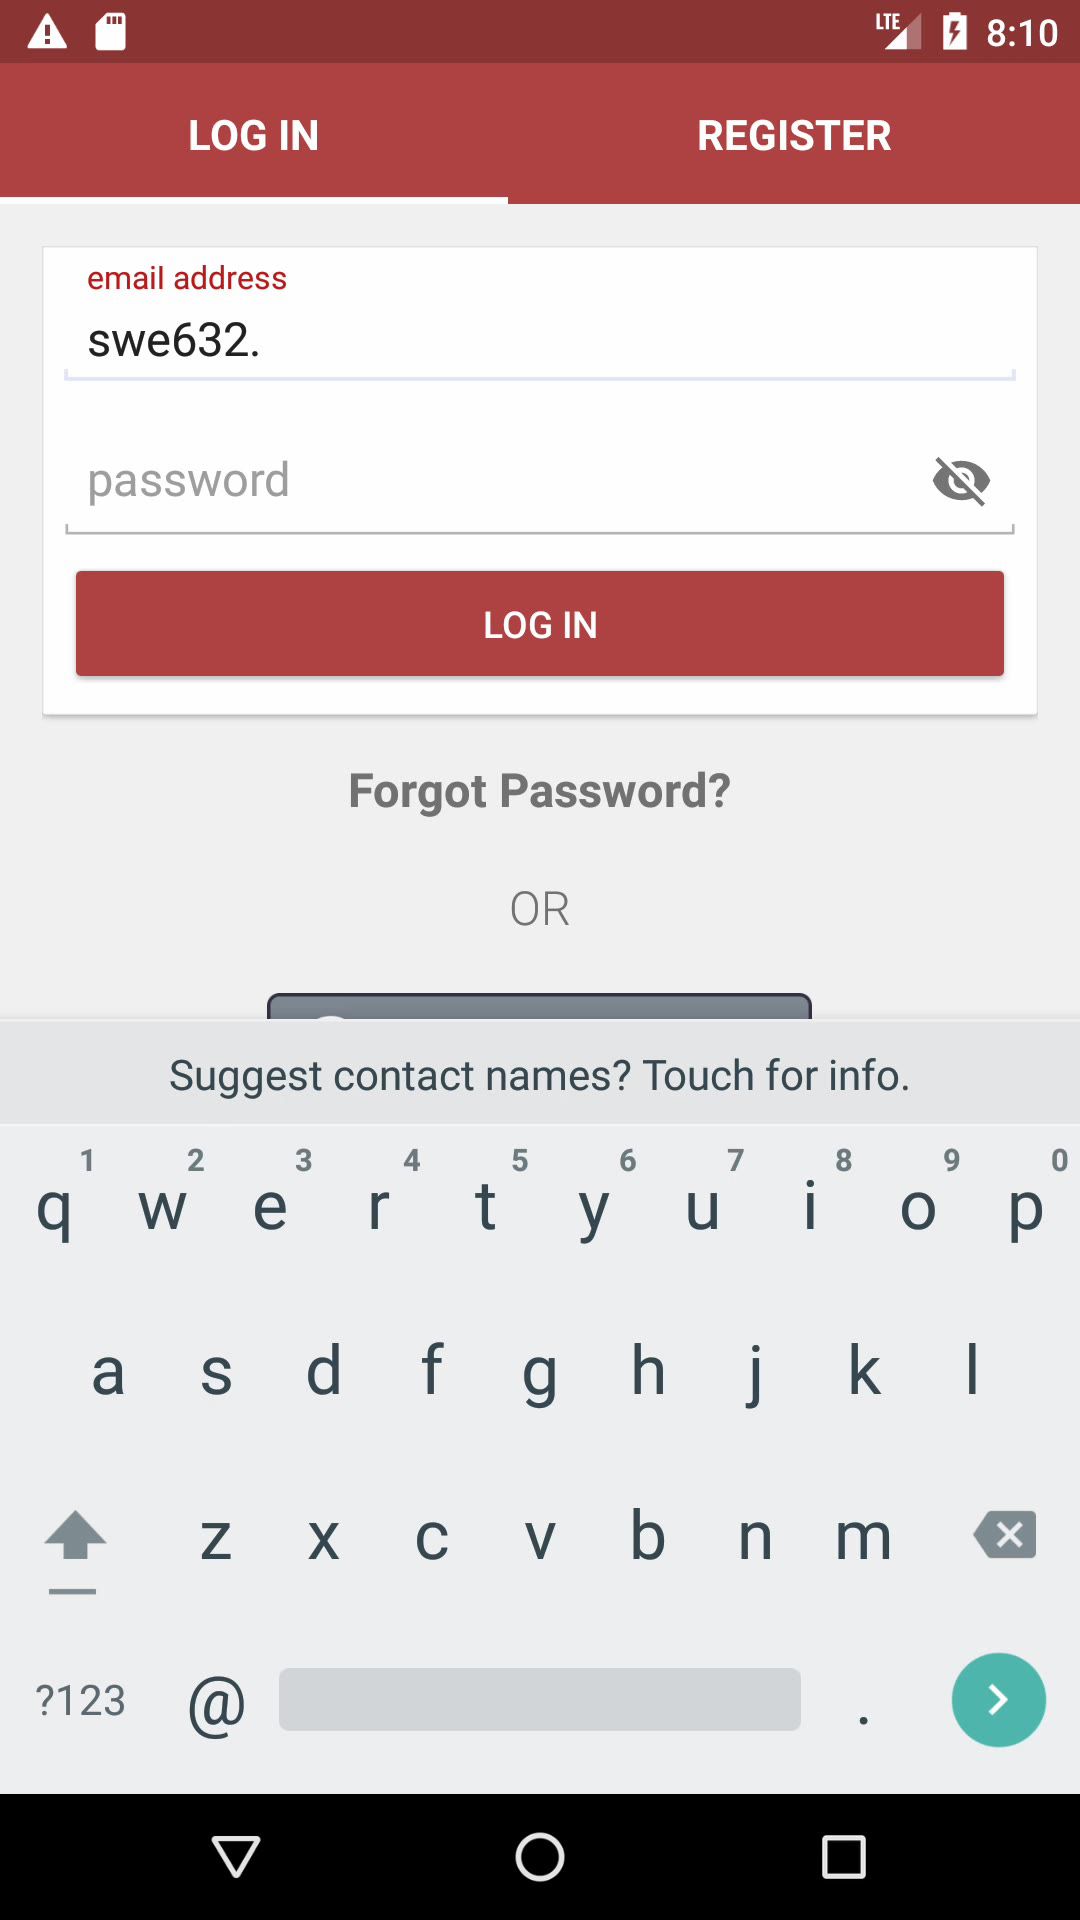 LTE 8:10
LOG IN REGISTER
email address
swe632.
password
LOG IN
Forgot Password?
OR
Suggest contact names? Touch for info.
1 2 3 4 5 6 7 8 9 0
q w e r t y u i o p
a s d f g h j k l
z x c v b n m
?123 @ .